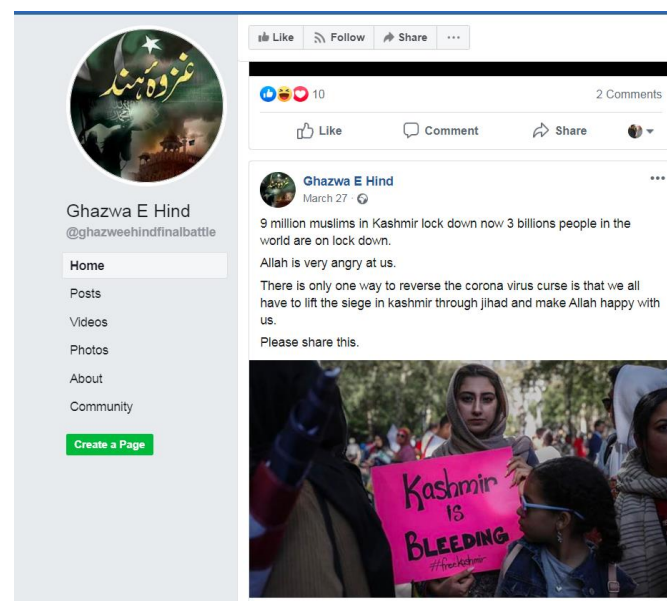 غزوۂ ہند
Like Follow Share ...
10 2 Comments
Like Comment Share
Ghazwa E Hind
@ghazweehindfinalbattle
Home
Posts
Videos
Photos
About
Community
Create a Page
Ghazwa E Hind
March 27 ·
9 million muslims in Kashmir lock down now 3 billions people in the
world are on lock down.
Allah is very angry at us.
There is only one way to reverse the corona virus curse is that we all
have to lift the siege in kashmir through jihad and make Allah happy with
us.
Please share this.
Kashmir
IS
BLEEDING
#freekashmir